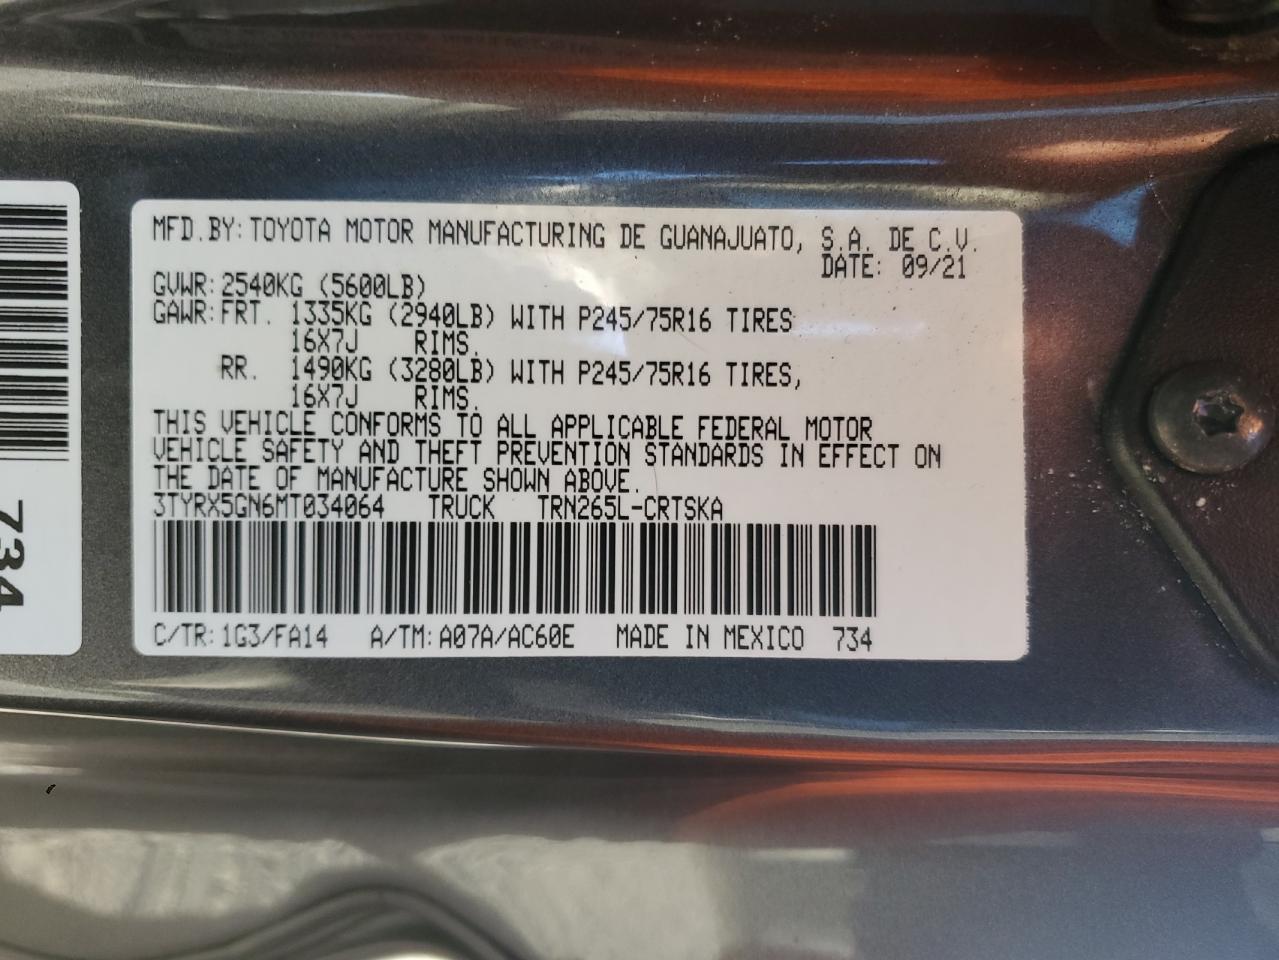 MFD.BY: TOYOTA MOTOR MANUFACTURING DE GUANAJUATO, S.A. DE C.V.
DATE: 09/21
GVWR: 2540KG (5600LB)
GAWR: FRT. 1335KG (2940LB) WITH P245/75R16 TIRES
16X7J RIMS,
RR. 1490KG (3280LB) WITH P245/75R16 TIRES,
16X7J RIMS,
THIS VEHICLE CONFORMS TO ALL APPLICABLE FEDERAL MOTOR
VEHICLE SAFETY AND THEFT PREVENTION STANDARDS IN EFFECT ON
THE DATE OF MANUFACTURE SHOWN ABOVE.
3TYRX5GN6MT034064 TRUCK TRN265L-CRTSKA
C/TR: 1G3/FA14 A/TM: A07A/AC60E MADE IN MEXICO 734
734